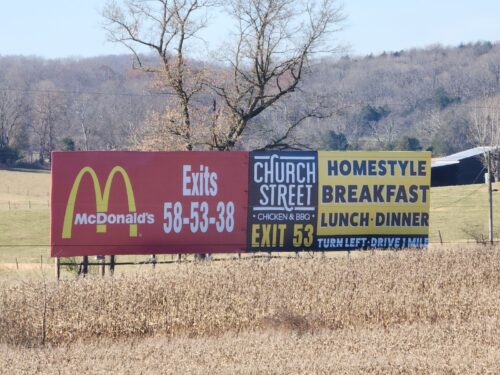 McDonald's
Exits
58-53-38
CHURCH
STREET
CHICKEN & BBQ
EXIT 53
HOMESTYLE
BREAKFAST
LUNCH·DINNER
TURN LEFT·DRIVE 1 MILE